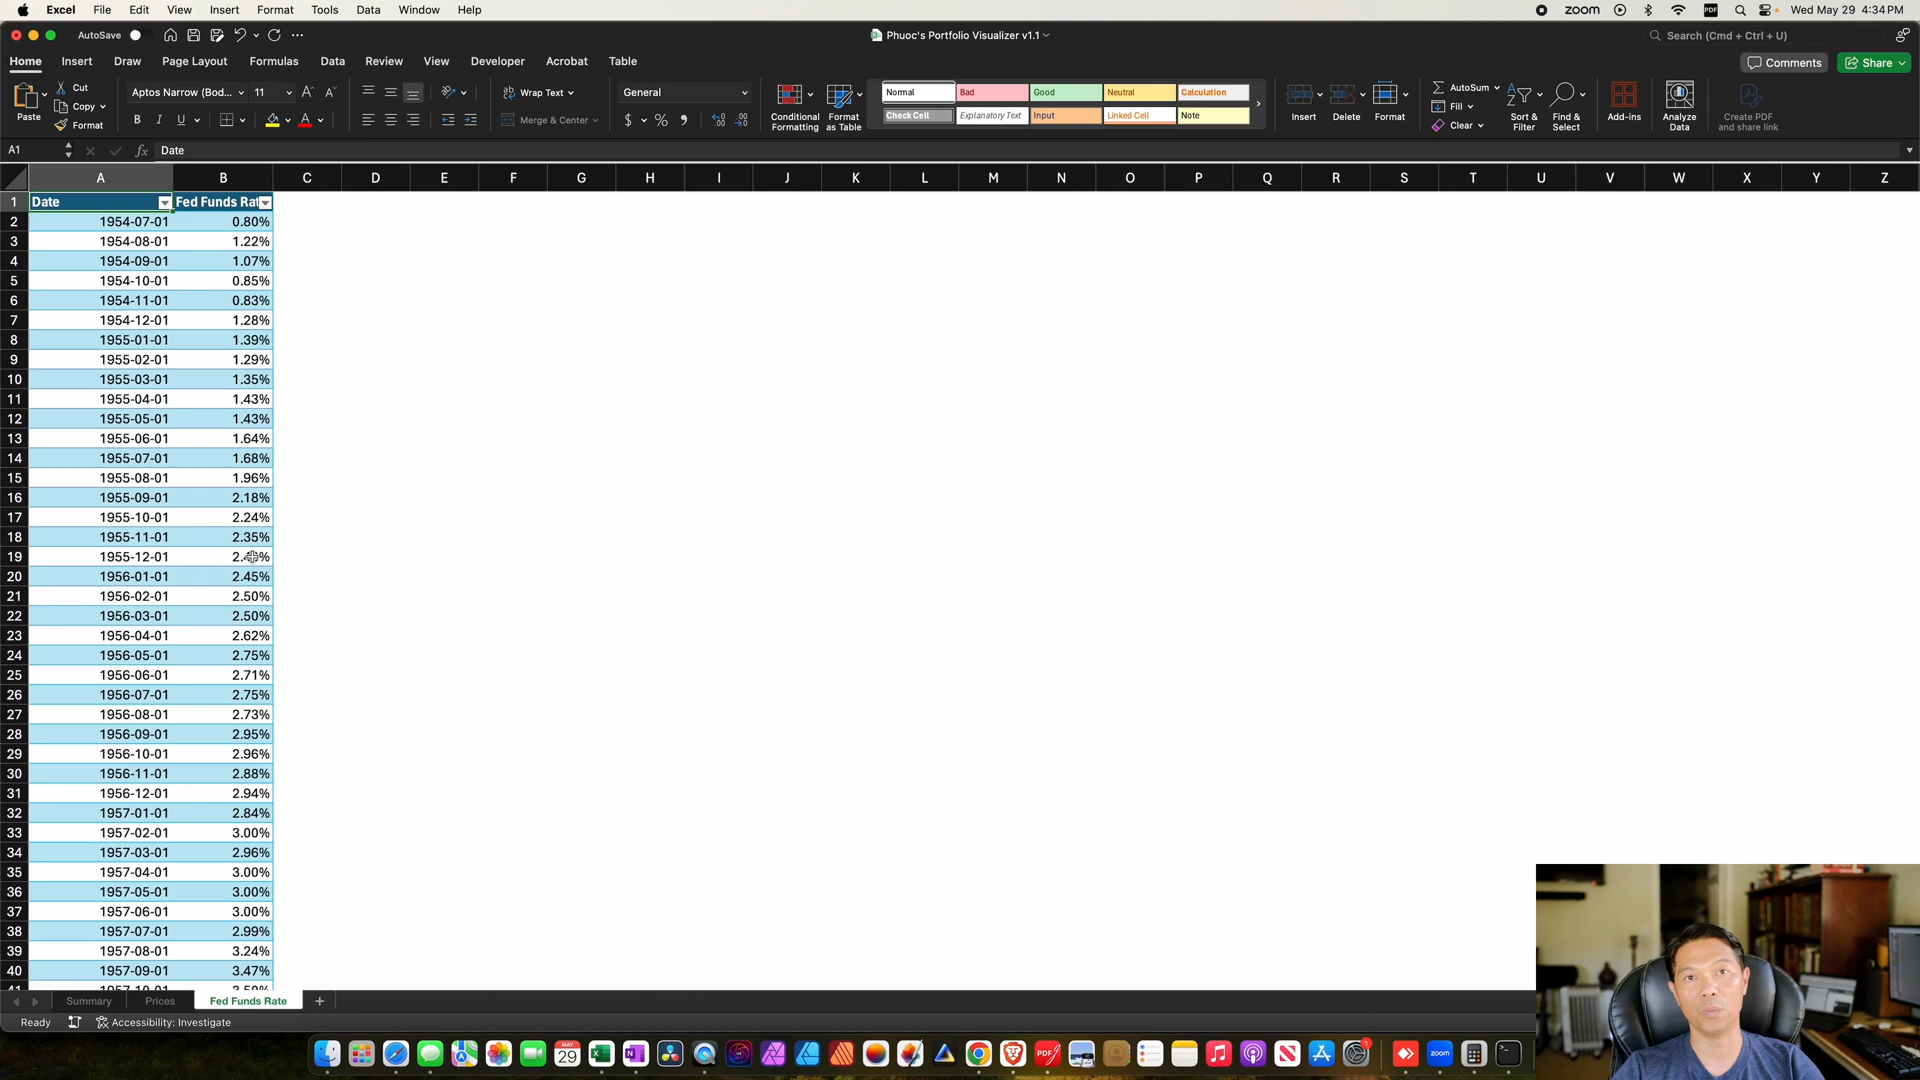 Excel File Edit View Insert Format Tools Data Window Help zoom PDF Wed May 29 4:34 PM
AutoSave Phuoc's Portfolio Visualizer v1.1 Search (Cmd + Ctrl + U)
Home Insert Draw Page Layout Formulas Data Review View Developer Acrobat Table Comments Share
Paste Cut Copy Format
Aptos Narrow (Bod... 11 Wrap Text General
B I U A Merge & Center $ %
Conditional Formatting Format as Table
Normal Bad Good Neutral Calculation
Check Cell Explanatory Text Input Linked Cell Note
Insert Delete Format
AutoSum Fill Clear
Sort & Filter Find & Select Add-ins Analyze Data Create PDF and share link
A1 fx Date
A B C D E F G H I J K L M N O P Q R S T U V W X Y Z
1 Date Fed Funds Rat
2 1954-07-01 0.80%
3 1954-08-01 1.22%
4 1954-09-01 1.07%
5 1954-10-01 0.85%
6 1954-11-01 0.83%
7 1954-12-01 1.28%
8 1955-01-01 1.39%
9 1955-02-01 1.29%
10 1955-03-01 1.35%
11 1955-04-01 1.43%
12 1955-05-01 1.43%
13 1955-06-01 1.64%
14 1955-07-01 1.68%
15 1955-08-01 1.96%
16 1955-09-01 2.18%
17 1955-10-01 2.24%
18 1955-11-01 2.35%
19 1955-12-01
20 1956-01-01 2.45%
21 1956-02-01 2.50%
22 1956-03-01 2.50%
23 1956-04-01 2.62%
24 1956-05-01 2.75%
25 1956-06-01 2.71%
26 1956-07-01 2.75%
27 1956-08-01 2.73%
28 1956-09-01 2.95%
29 1956-10-01 2.96%
30 1956-11-01 2.88%
31 1956-12-01 2.94%
32 1957-01-01 2.84%
33 1957-02-01 3.00%
34 1957-03-01 2.96%
35 1957-04-01 3.00%
36 1957-05-01 3.00%
37 1957-06-01 3.00%
38 1957-07-01 2.99%
39 1957-08-01 3.24%
40 1957-09-01 3.47%
41 1957-10-01 3.50%
Summary Prices Fed Funds Rate
Ready Accessibility: Investigate
MAY 29 PDF zoom 1